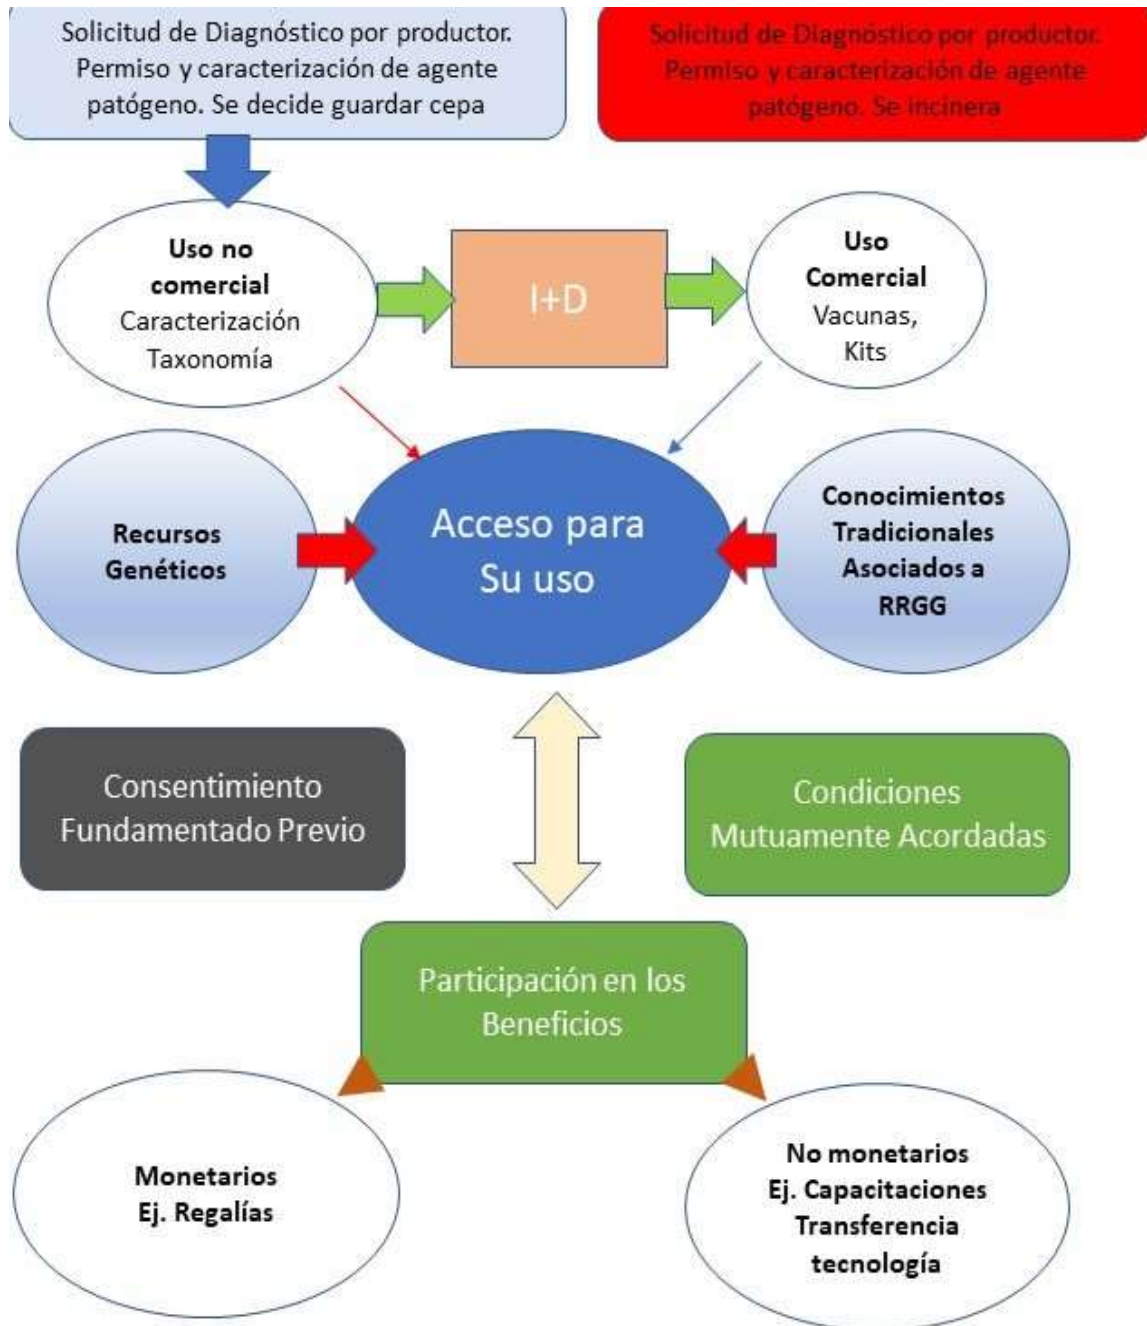 Solicitud de Diagnóstico por productor.
Permiso y caracterización de agente
patógeno. Se decide guardar cepa
Solicitud de Diagnóstico por productor.
Permiso y caracterización de agente
patógeno. Se incinera
Uso no
comercial
Caracterización
Taxonomía
I+D
Uso
Comercial
Vacunas,
Kits
Recursos
Genéticos
Acceso para
Su uso
Conocimientos
Tradicionales
Asociados a
RRGG
Consentimiento
Fundamentado Previo
Condiciones
Mutuamente Acordadas
Participación en los
Beneficios
Monetarios
Ej. Regalías
No monetarios
Ej. Capacitaciones
Transferencia
tecnología